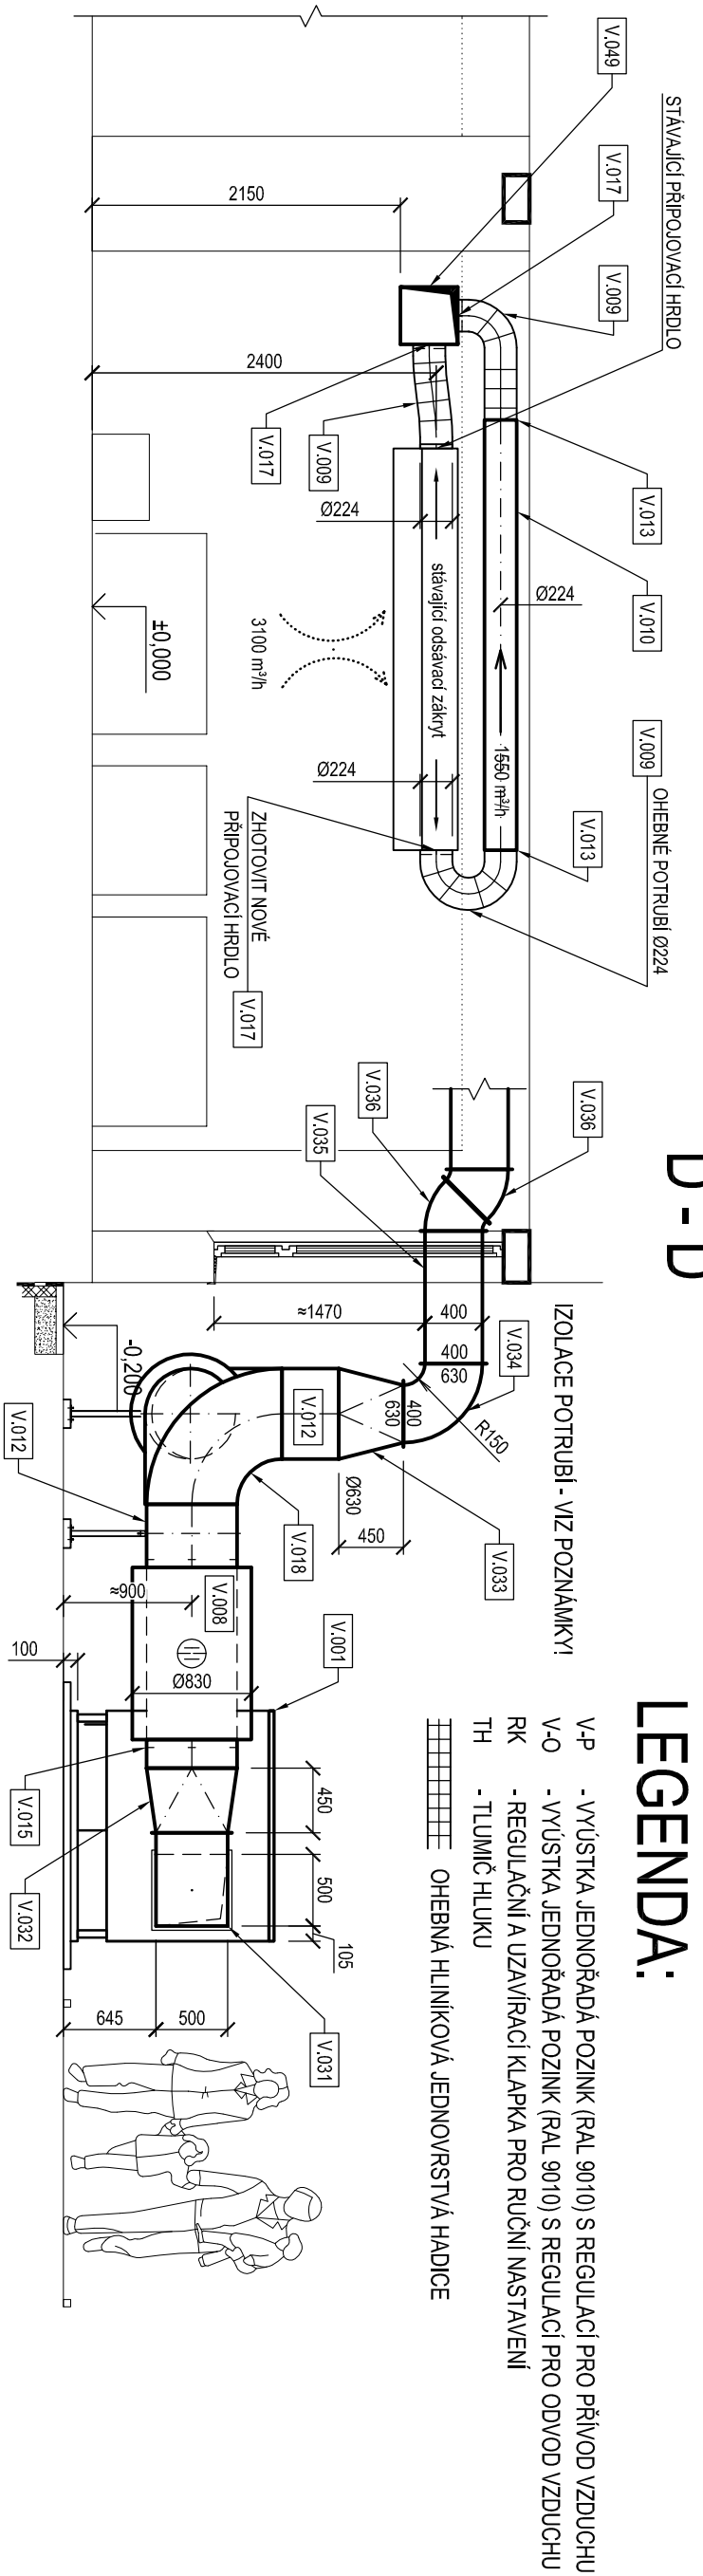 D - D
LEGENDA:
V-P - VYÚSTKA JEDNOŘADÁ POZINK (RAL 9010) S REGULACÍ PRO PŘÍVOD VZDUCHU
V-O - VYÚSTKA JEDNOŘADÁ POZINK (RAL 9010) S REGULACÍ PRO ODVOD VZDUCHU
RK - REGULAČNÍ A UZAVÍRACÍ KLAPKA PRO RUČNÍ NASTAVENÍ
TH - TLUMIČ HLUKU
OHEBNÁ HLINÍKOVÁ JEDNOVRSTVÁ HADICE
IZOLACE POTRUBÍ - VIZ POZNÁMKY!
STÁVAJÍCÍ PŘIPOJOVACÍ HRDLO
V.049
V.017
V.009
V.013
V.010
V.009
OHEBNÉ POTRUBÍ Ø224
V.013
Ø224
1550 m³/h
2150
2400
V.017
V.009
Ø224
stávající odsávací zákryt
Ø224
3100 m³/h
±0,000
ZHOTOVIT NOVÉ
PŘIPOJOVACÍ HRDLO
V.017
V.036
V.036
V.035
≈1470
400
400
630
V.034
R150
400
630
V.012
Ø630
450
V.033
V.018
-0,200
V.012
≈900
V.008
Ø830
V.001
100
V.015
V.032
450
500
105
645
500
V.031